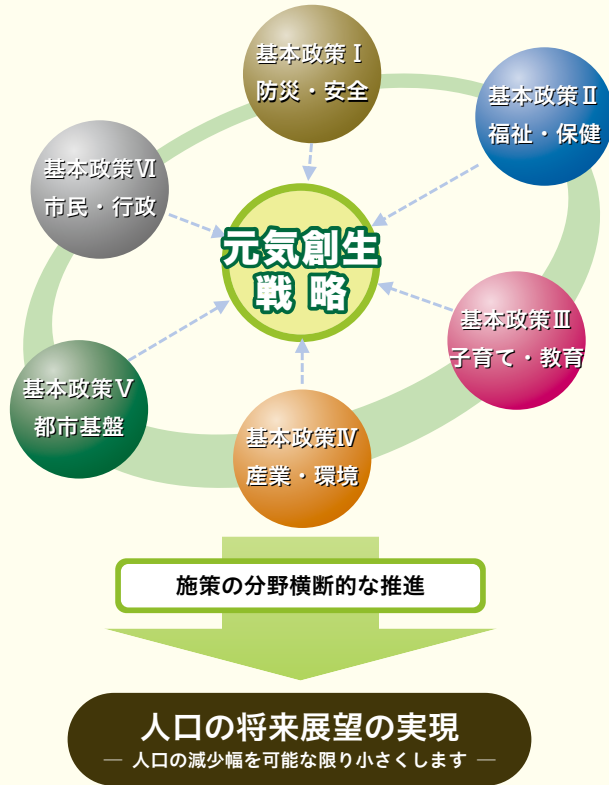 基本政策Ⅰ
防災・安全
基本政策Ⅱ
福祉・保健
基本政策Ⅵ
市民・行政
元気創生
戦略
基本政策Ⅲ
子育て・教育
基本政策Ⅴ
都市基盤
基本政策Ⅳ
産業・環境
施策の分野横断的な推進
人口の将来展望の実現
― 人口の減少幅を可能な限り小さくします ―